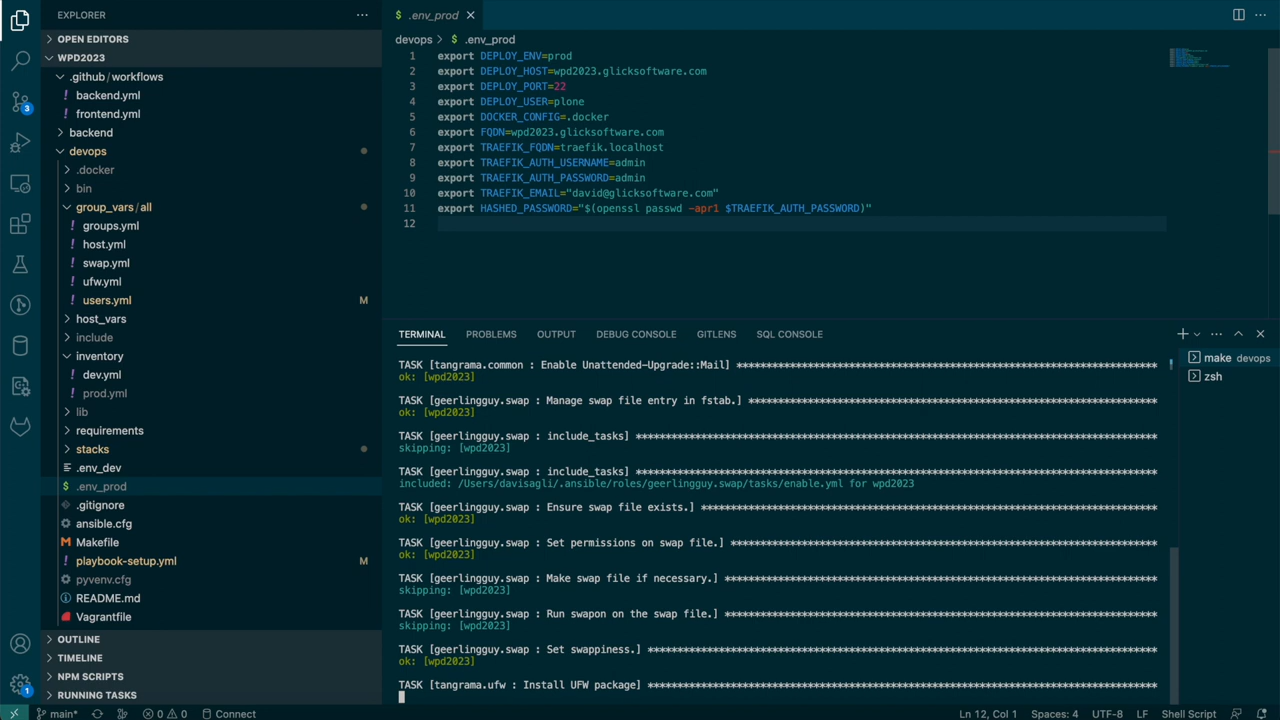 EXPLORER
OPEN EDITORS
WPD2023
.github/workflows
backend.yml
frontend.yml
backend
devops
.docker
bin
group_vars/all
groups.yml
host.yml
swap.yml
ufw.yml
users.yml M
host_vars
include
inventory
dev.yml
prod.yml
lib
requirements
stacks
.env_dev
$ .env_prod
.gitignore
ansible.cfg
Makefile
playbook-setup.yml M
pyvenv.cfg
README.md
Vagrantfile
OUTLINE
TIMELINE
NPM SCRIPTS
RUNNING TASKS
3
1
$ .env_prod
devops > $ .env_prod
1 export DEPLOY_ENV=prod
2 export DEPLOY_HOST=wpd2023.glicksoftware.com
3 export DEPLOY_PORT=22
4 export DEPLOY_USER=plone
5 export DOCKER_CONFIG=.docker
6 export FQDN=wpd2023.glicksoftware.com
7 export TRAEFIK_FQDN=traefik.localhost
8 export TRAEFIK_AUTH_USERNAME=admin
9 export TRAEFIK_AUTH_PASSWORD=admin
10 export TRAEFIK_EMAIL="david@glicksoftware.com"
11 export HASHED_PASSWORD="$(openssl passwd -apr1 $TRAEFIK_AUTH_PASSWORD)"
12
TERMINAL PROBLEMS OUTPUT DEBUG CONSOLE GITLENS SQL CONSOLE
make devops
zsh
TASK [tangrama.common : Enable Unattended-Upgrade::Mail] ***********************************************************************
ok: [wpd2023]
TASK [geerlingguy.swap : Manage swap file entry in fstab.] *********************************************************************
ok: [wpd2023]
TASK [geerlingguy.swap : include_tasks] ****************************************************************************************
skipping: [wpd2023]
TASK [geerlingguy.swap : include_tasks] ****************************************************************************************
included: /Users/davisagli/.ansible/roles/geerlingguy.swap/tasks/enable.yml for wpd2023
TASK [geerlingguy.swap : Ensure swap file exists.] *****************************************************************************
ok: [wpd2023]
TASK [geerlingguy.swap : Set permissions on swap file.] ************************************************************************
ok: [wpd2023]
TASK [geerlingguy.swap : Make swap file if necessary.] *************************************************************************
skipping: [wpd2023]
TASK [geerlingguy.swap : Run swapon on the swap file.] *************************************************************************
skipping: [wpd2023]
TASK [geerlingguy.swap : Set swappiness.] **************************************************************************************
ok: [wpd2023]
TASK [tangrama.ufw : Install UFW package] **************************************************************************************
main* 0 0 Connect Ln 12, Col 1 Spaces: 4 UTF-8 LF Shell Script